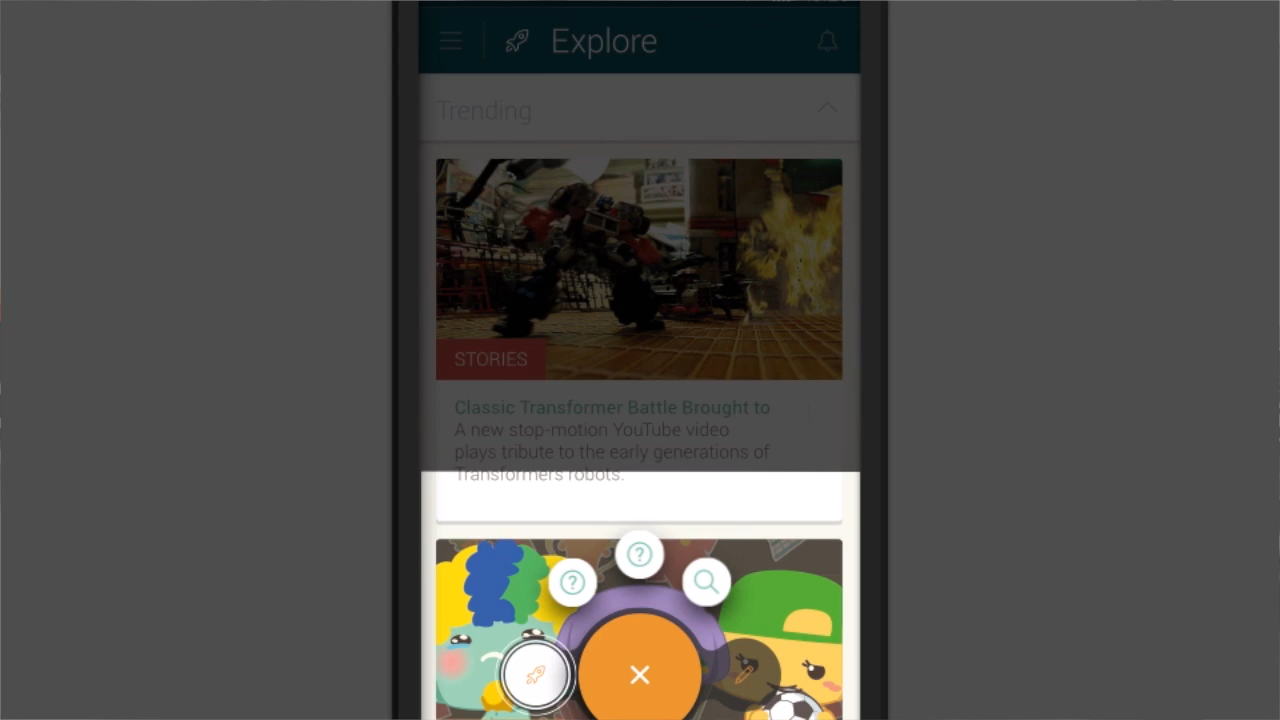 Explore
Trending
STORIES
Classic Transformer Battle Brought to
A new stop-motion YouTube video
plays tribute to the early generations of
Transformers robots.